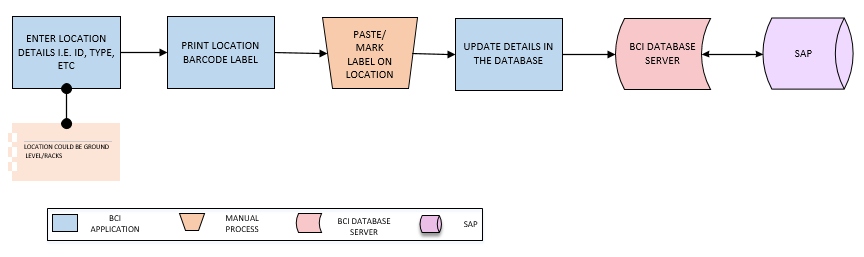 ENTER LOCATION
DETAILS I.E. ID, TYPE,
ETC
PRINT LOCATION
BARCODE LABEL
PASTE/
MARK
LABEL ON
LOCATION
UPDATE DETAILS IN
THE DATABASE
BCI DATABASE
SERVER
SAP
LOCATION COULD BE GROUND
LEVEL/RACKS
BCI
APPLICATION
MANUAL
PROCESS
BCI DATABASE
SERVER
SAP